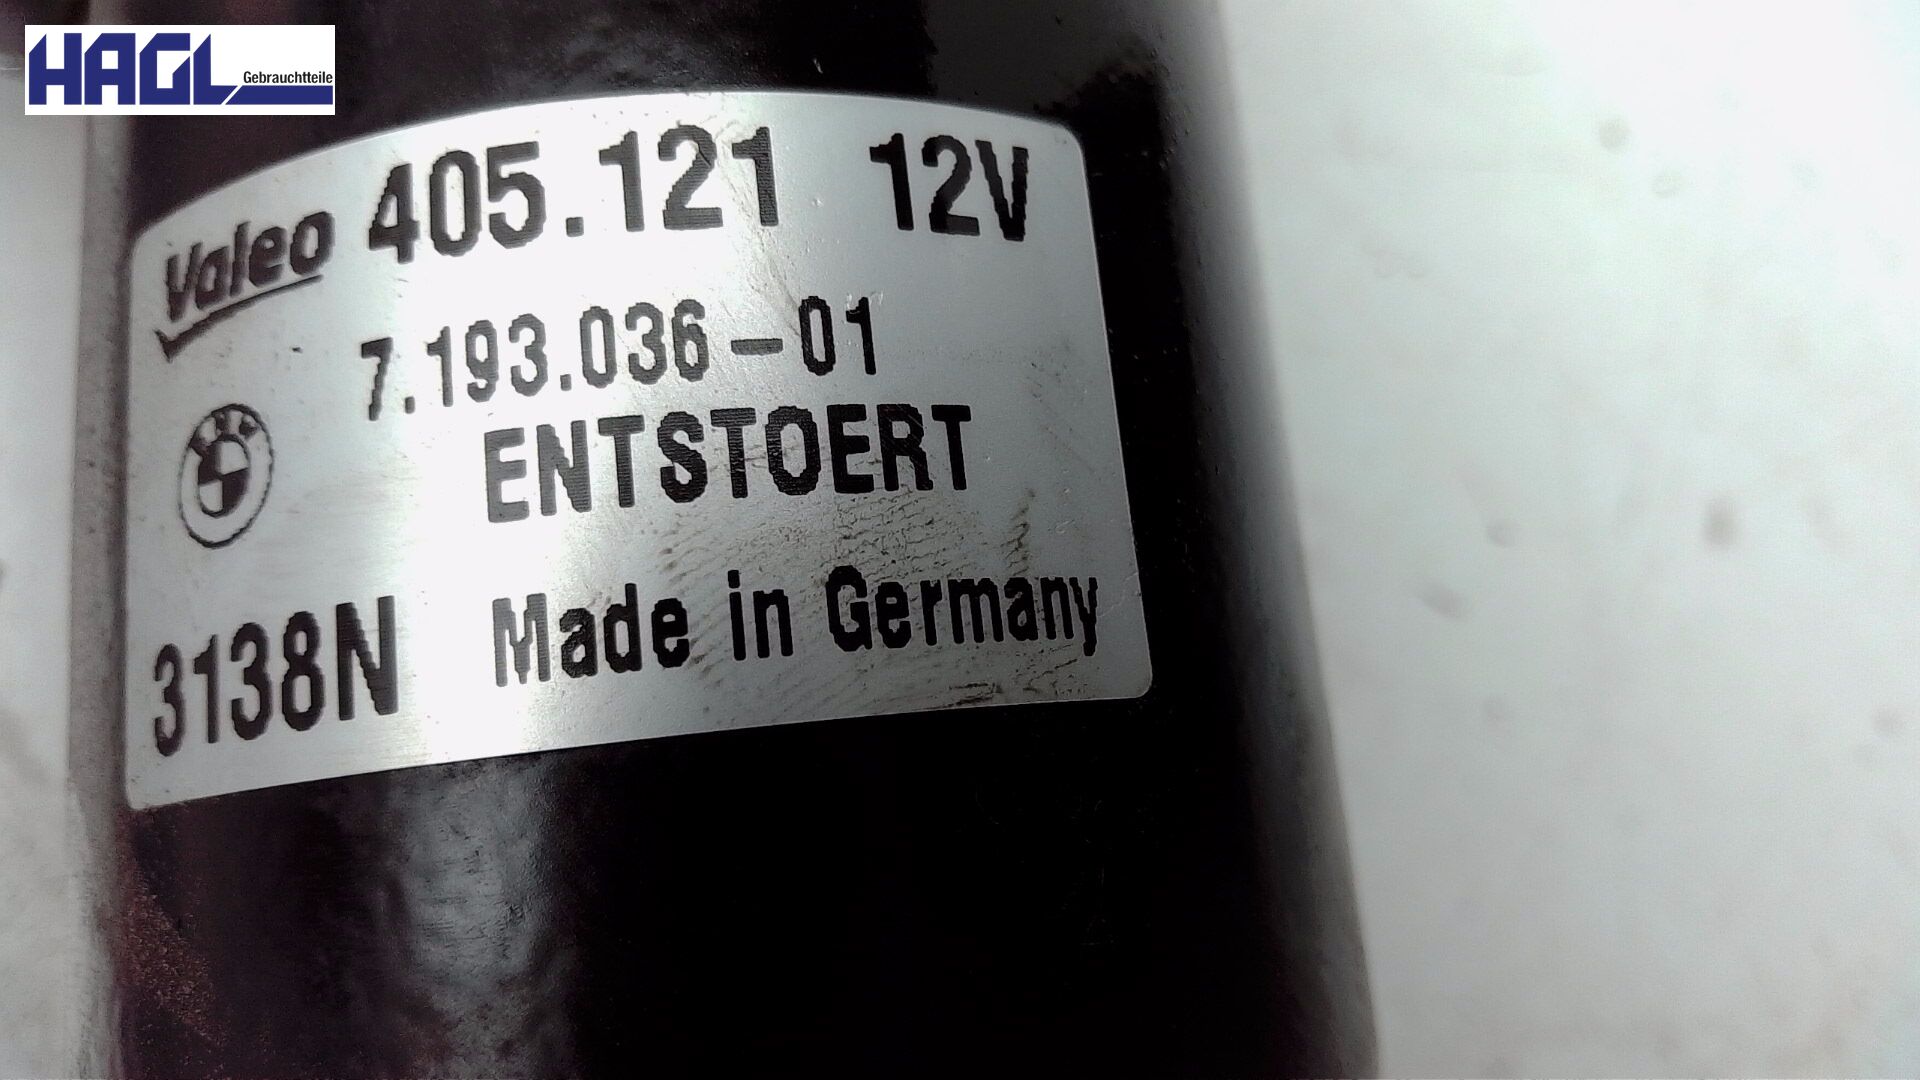 HAGL Gebrauchtteile
Valeo 405.121 12V
7.193.036-01
ENTSTOERT
3138N Made in Germany